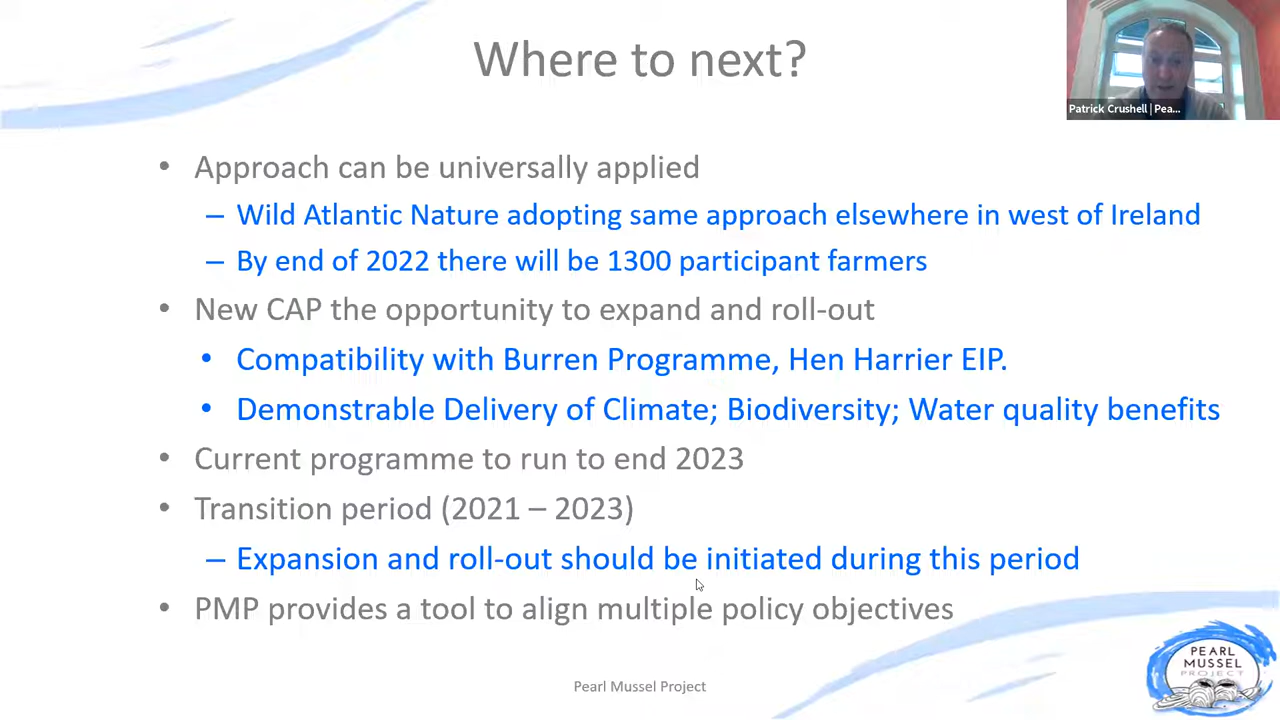 Where to next?
Patrick Crushell | Pea...
• Approach can be universally applied
– Wild Atlantic Nature adopting same approach elsewhere in west of Ireland
– By end of 2022 there will be 1300 participant farmers
• New CAP the opportunity to expand and roll-out
• Compatibility with Burren Programme, Hen Harrier EIP.
• Demonstrable Delivery of Climate; Biodiversity; Water quality benefits
• Current programme to run to end 2023
• Transition period (2021 – 2023)
– Expansion and roll-out should be initiated during this period
• PMP provides a tool to align multiple policy objectives
Pearl Mussel Project
PEARL
MUSSEL
PROJECT